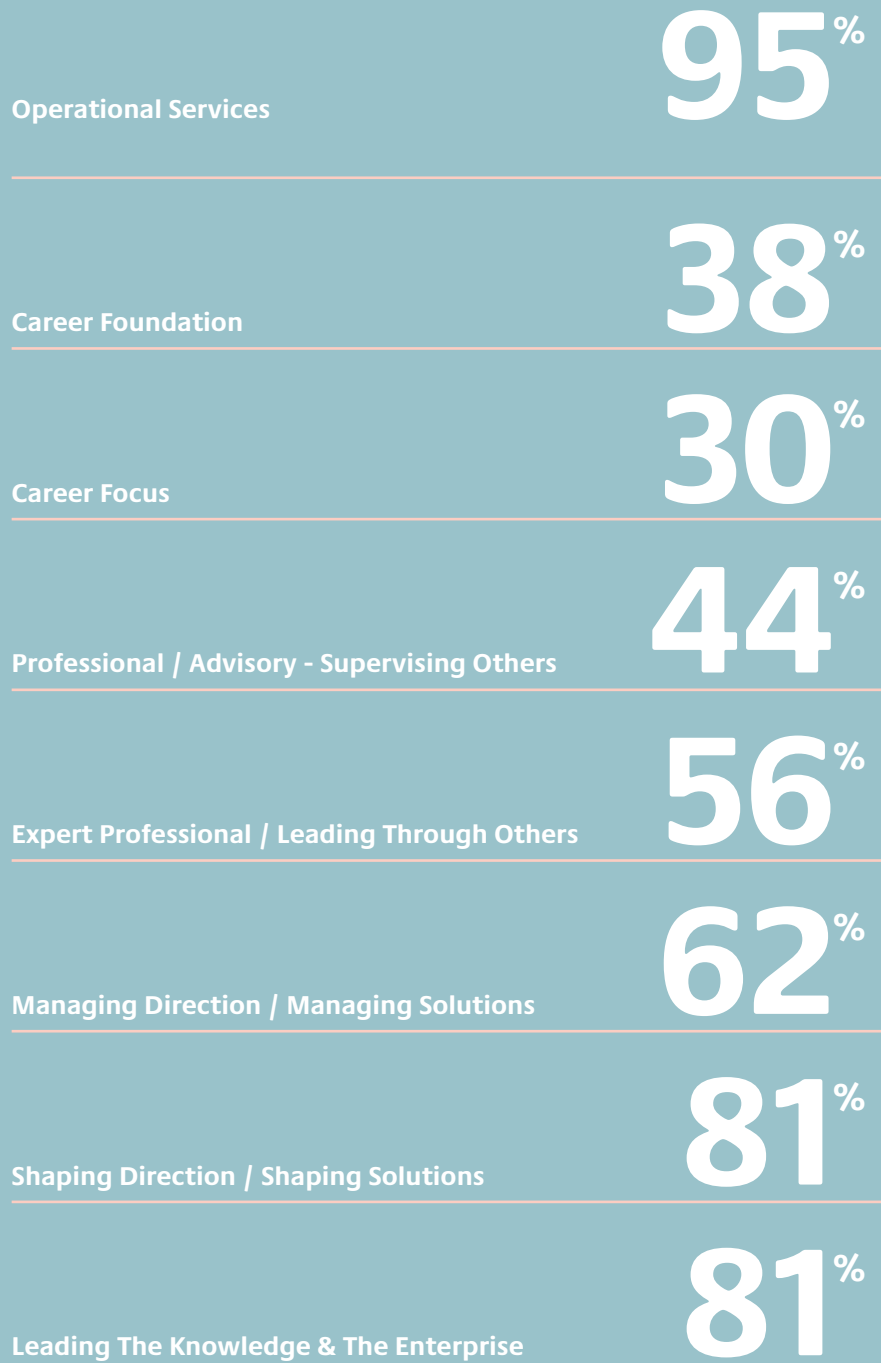 Operational Services 95%
Career Foundation 38%
Career Focus 30%
Professional / Advisory - Supervising Others 44%
Expert Professional / Leading Through Others 56%
Managing Direction / Managing Solutions 62%
Shaping Direction / Shaping Solutions 81%
Leading The Knowledge & The Enterprise 81%